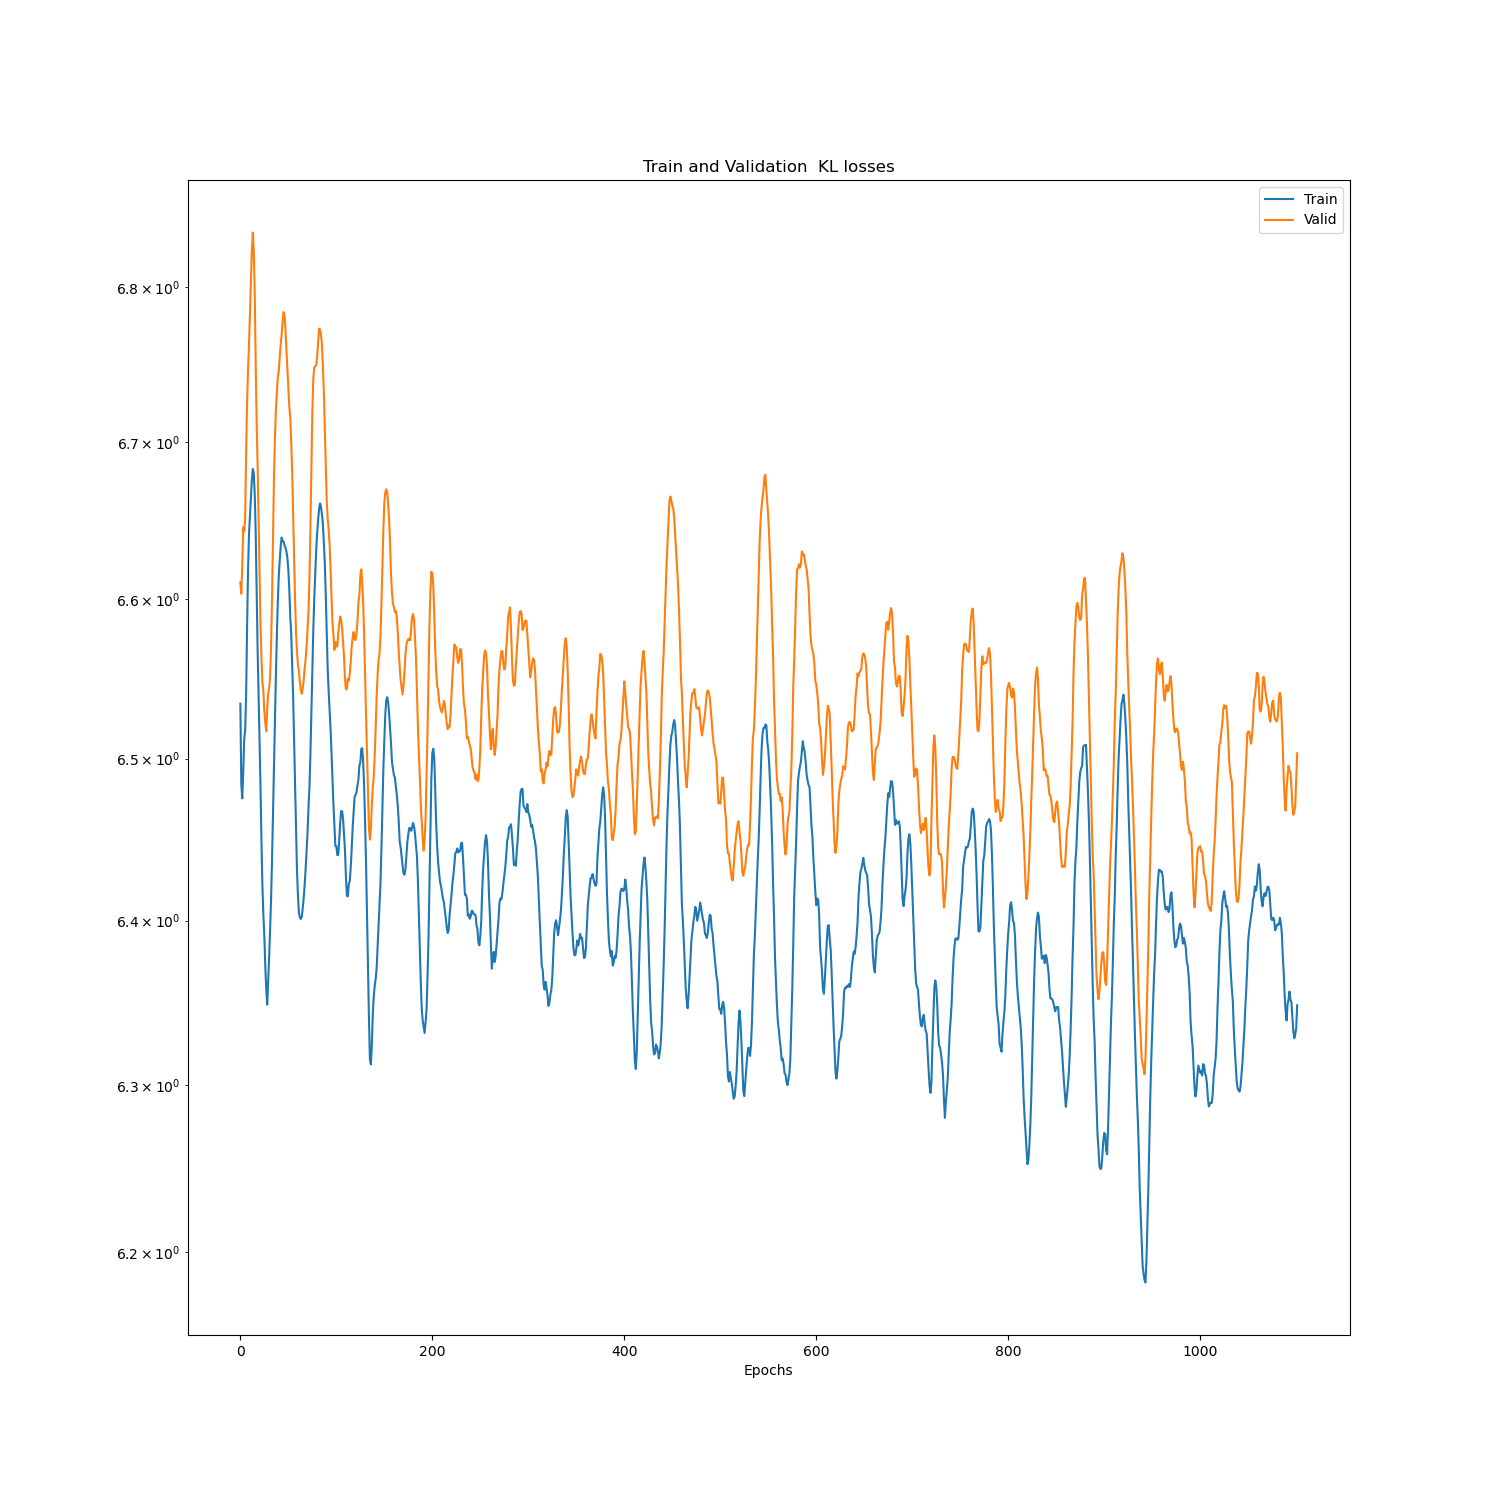 Train and Validation  KL losses
Train
Valid
6.8 × 10⁰
6.7 × 10⁰
6.6 × 10⁰
6.5 × 10⁰
6.4 × 10⁰
6.3 × 10⁰
6.2 × 10⁰
0 200 400 600 800 1000
Epochs